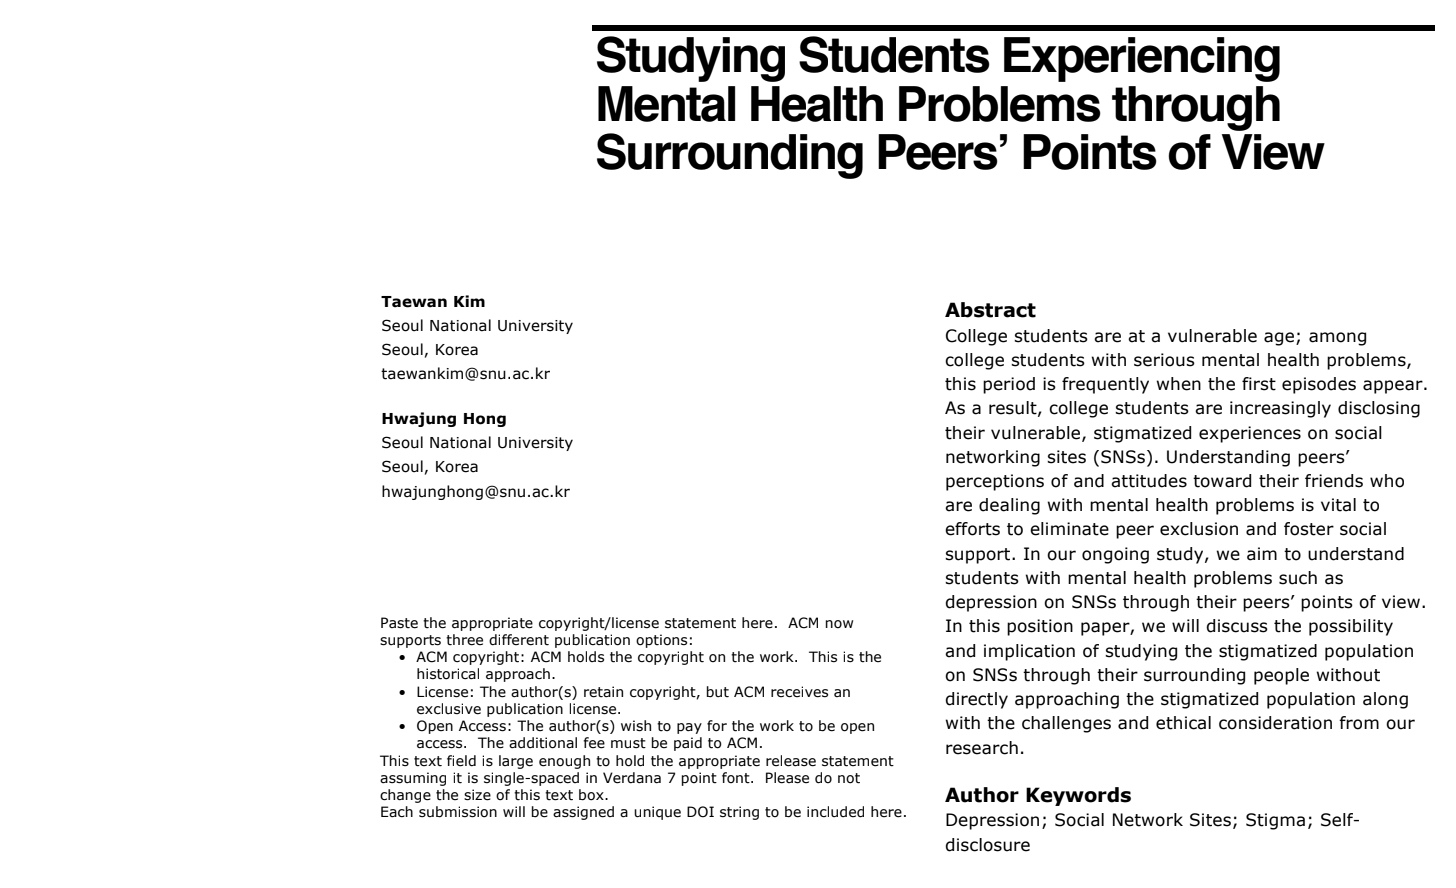 Studying Students Experiencing
Mental Health Problems through
Surrounding Peers’ Points of View
Taewan Kim
Seoul National University
Seoul, Korea
taewankim@snu.ac.kr
Hwajung Hong
Seoul National University
Seoul, Korea
hwajunghong@snu.ac.kr
Paste the appropriate copyright/license statement here.  ACM now
supports three different publication options:
• ACM copyright: ACM holds the copyright on the work.  This is the
historical approach.
• License: The author(s) retain copyright, but ACM receives an
exclusive publication license.
• Open Access: The author(s) wish to pay for the work to be open
access.  The additional fee must be paid to ACM.
This text field is large enough to hold the appropriate release statement
assuming it is single-spaced in Verdana 7 point font.  Please do not
change the size of this text box.
Each submission will be assigned a unique DOI string to be included here.
Abstract
College students are at a vulnerable age; among
college students with serious mental health problems,
this period is frequently when the first episodes appear.
As a result, college students are increasingly disclosing
their vulnerable, stigmatized experiences on social
networking sites (SNSs). Understanding peers’
perceptions of and attitudes toward their friends who
are dealing with mental health problems is vital to
efforts to eliminate peer exclusion and foster social
support. In our ongoing study, we aim to understand
students with mental health problems such as
depression on SNSs through their peers’ points of view.
In this position paper, we will discuss the possibility
and implication of studying the stigmatized population
on SNSs through their surrounding people without
directly approaching the stigmatized population along
with the challenges and ethical consideration from our
research.
Author Keywords
Depression; Social Network Sites; Stigma; Self-
disclosure